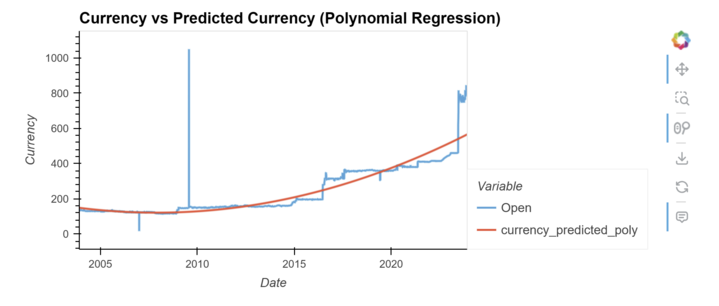 Currency vs Predicted Currency (Polynomial Regression)
Currency
1000
800
600
400
200
0
2005
2010
2015
2020
Date
Variable
Open
currency_predicted_poly